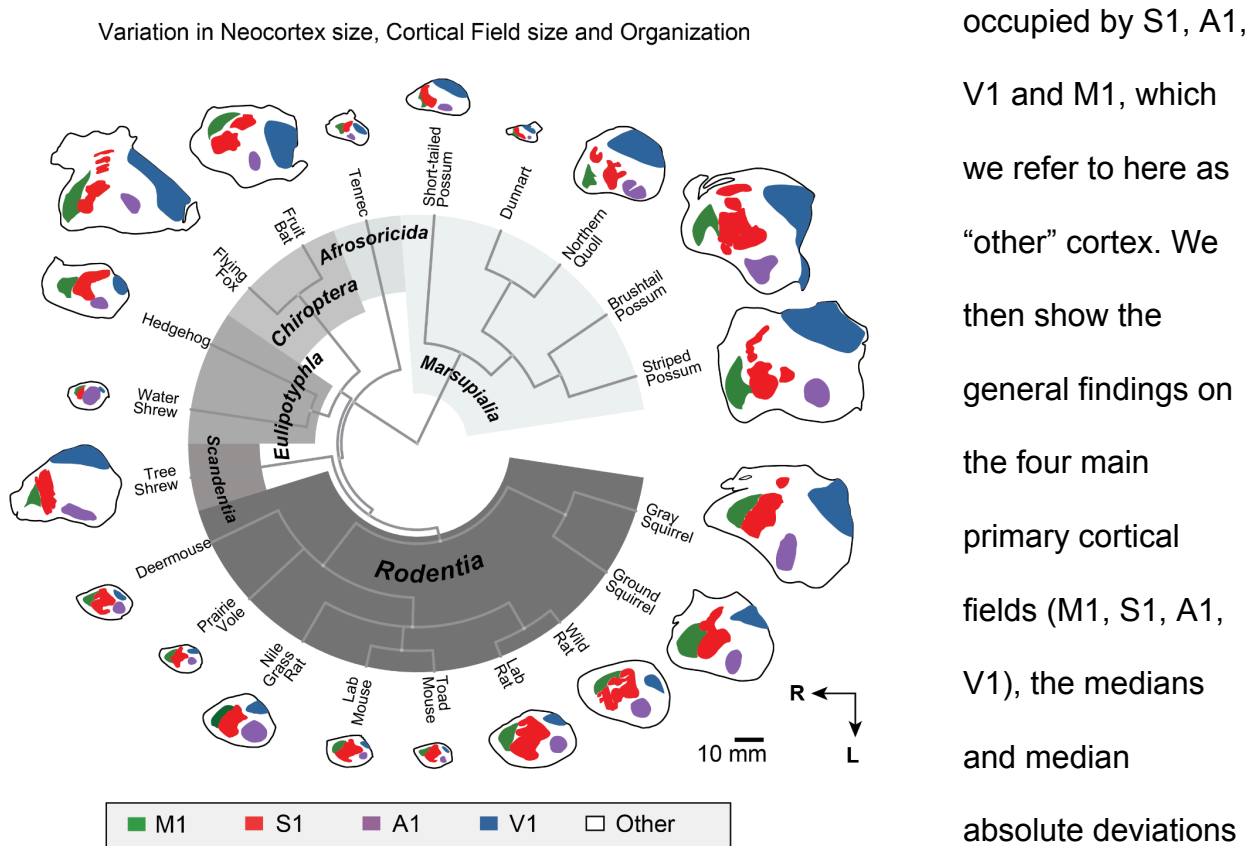 Variation in Neocortex size, Cortical Field size and Organization
Short-tailed
Possum
Dunnart
Northern
Quoll
Brushtail
Possum
Striped
Possum
Marsupialia
Tenrec
Afrosoricida
Fruit
Bat
Flying
Fox
Chiroptera
Hedgehog
Water
Shrew
Eulipotyphla
Tree
Shrew
Scandentia
Deermouse
Prairie
Vole
Nile
Grass
Rat
Lab
Mouse
Toad
Mouse
Lab
Rat
Wild
Rat
Ground
Squirrel
Gray
Squirrel
Rodentia
R
L
10 mm
M1 S1 A1 V1 Other
occupied by S1, A1,
V1 and M1, which
we refer to here as
“other” cortex. We
then show the
general findings on
the four main
primary cortical
fields (M1, S1, A1,
V1), the medians
and median
absolute deviations